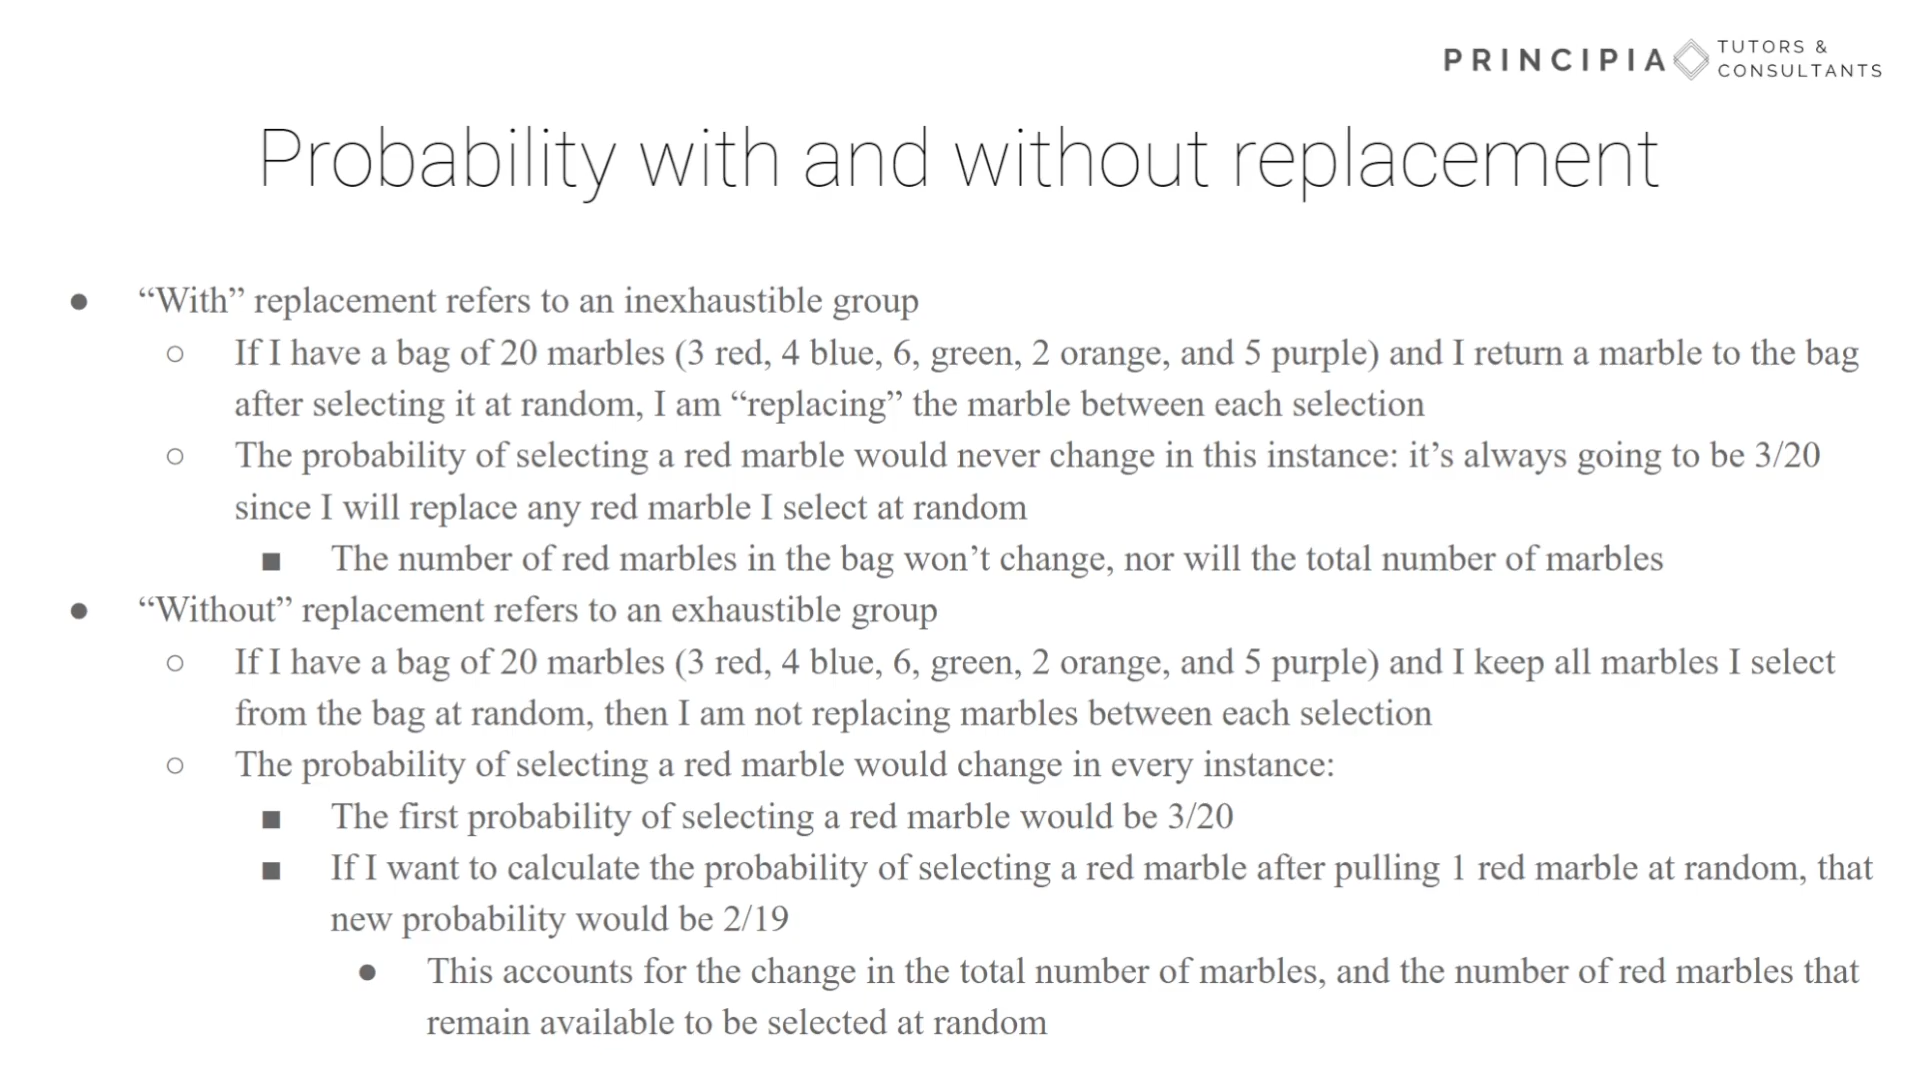 PRINCIPIA TUTORS &
CONSULTANTS
Probability with and without replacement
● “With” replacement refers to an inexhaustible group
○ If I have a bag of 20 marbles (3 red, 4 blue, 6, green, 2 orange, and 5 purple) and I return a marble to the bag
after selecting it at random, I am “replacing” the marble between each selection
○ The probability of selecting a red marble would never change in this instance: it’s always going to be 3/20
since I will replace any red marble I select at random
■ The number of red marbles in the bag won’t change, nor will the total number of marbles
● “Without” replacement refers to an exhaustible group
○ If I have a bag of 20 marbles (3 red, 4 blue, 6, green, 2 orange, and 5 purple) and I keep all marbles I select
from the bag at random, then I am not replacing marbles between each selection
○ The probability of selecting a red marble would change in every instance:
■ The first probability of selecting a red marble would be 3/20
■ If I want to calculate the probability of selecting a red marble after pulling 1 red marble at random, that
new probability would be 2/19
● This accounts for the change in the total number of marbles, and the number of red marbles that
remain available to be selected at random